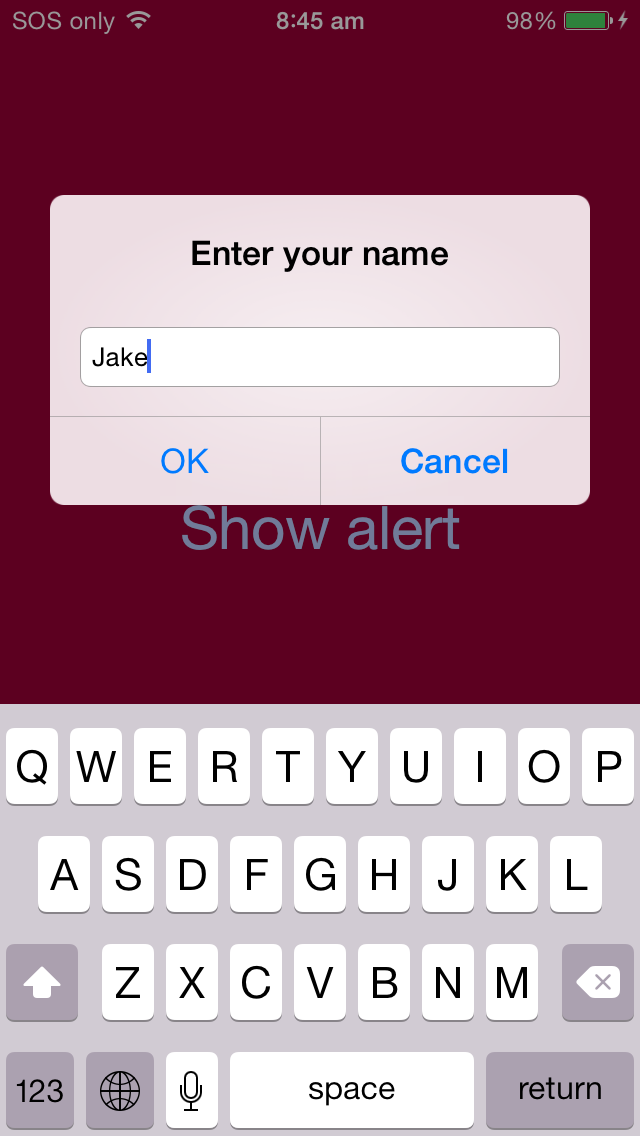 SOS only 8:45 am 98%
Enter your name
Jake
OK Cancel
Show alert
Q W E R T Y U I O P
A S D F G H J K L
Z X C V B N M
123 space return